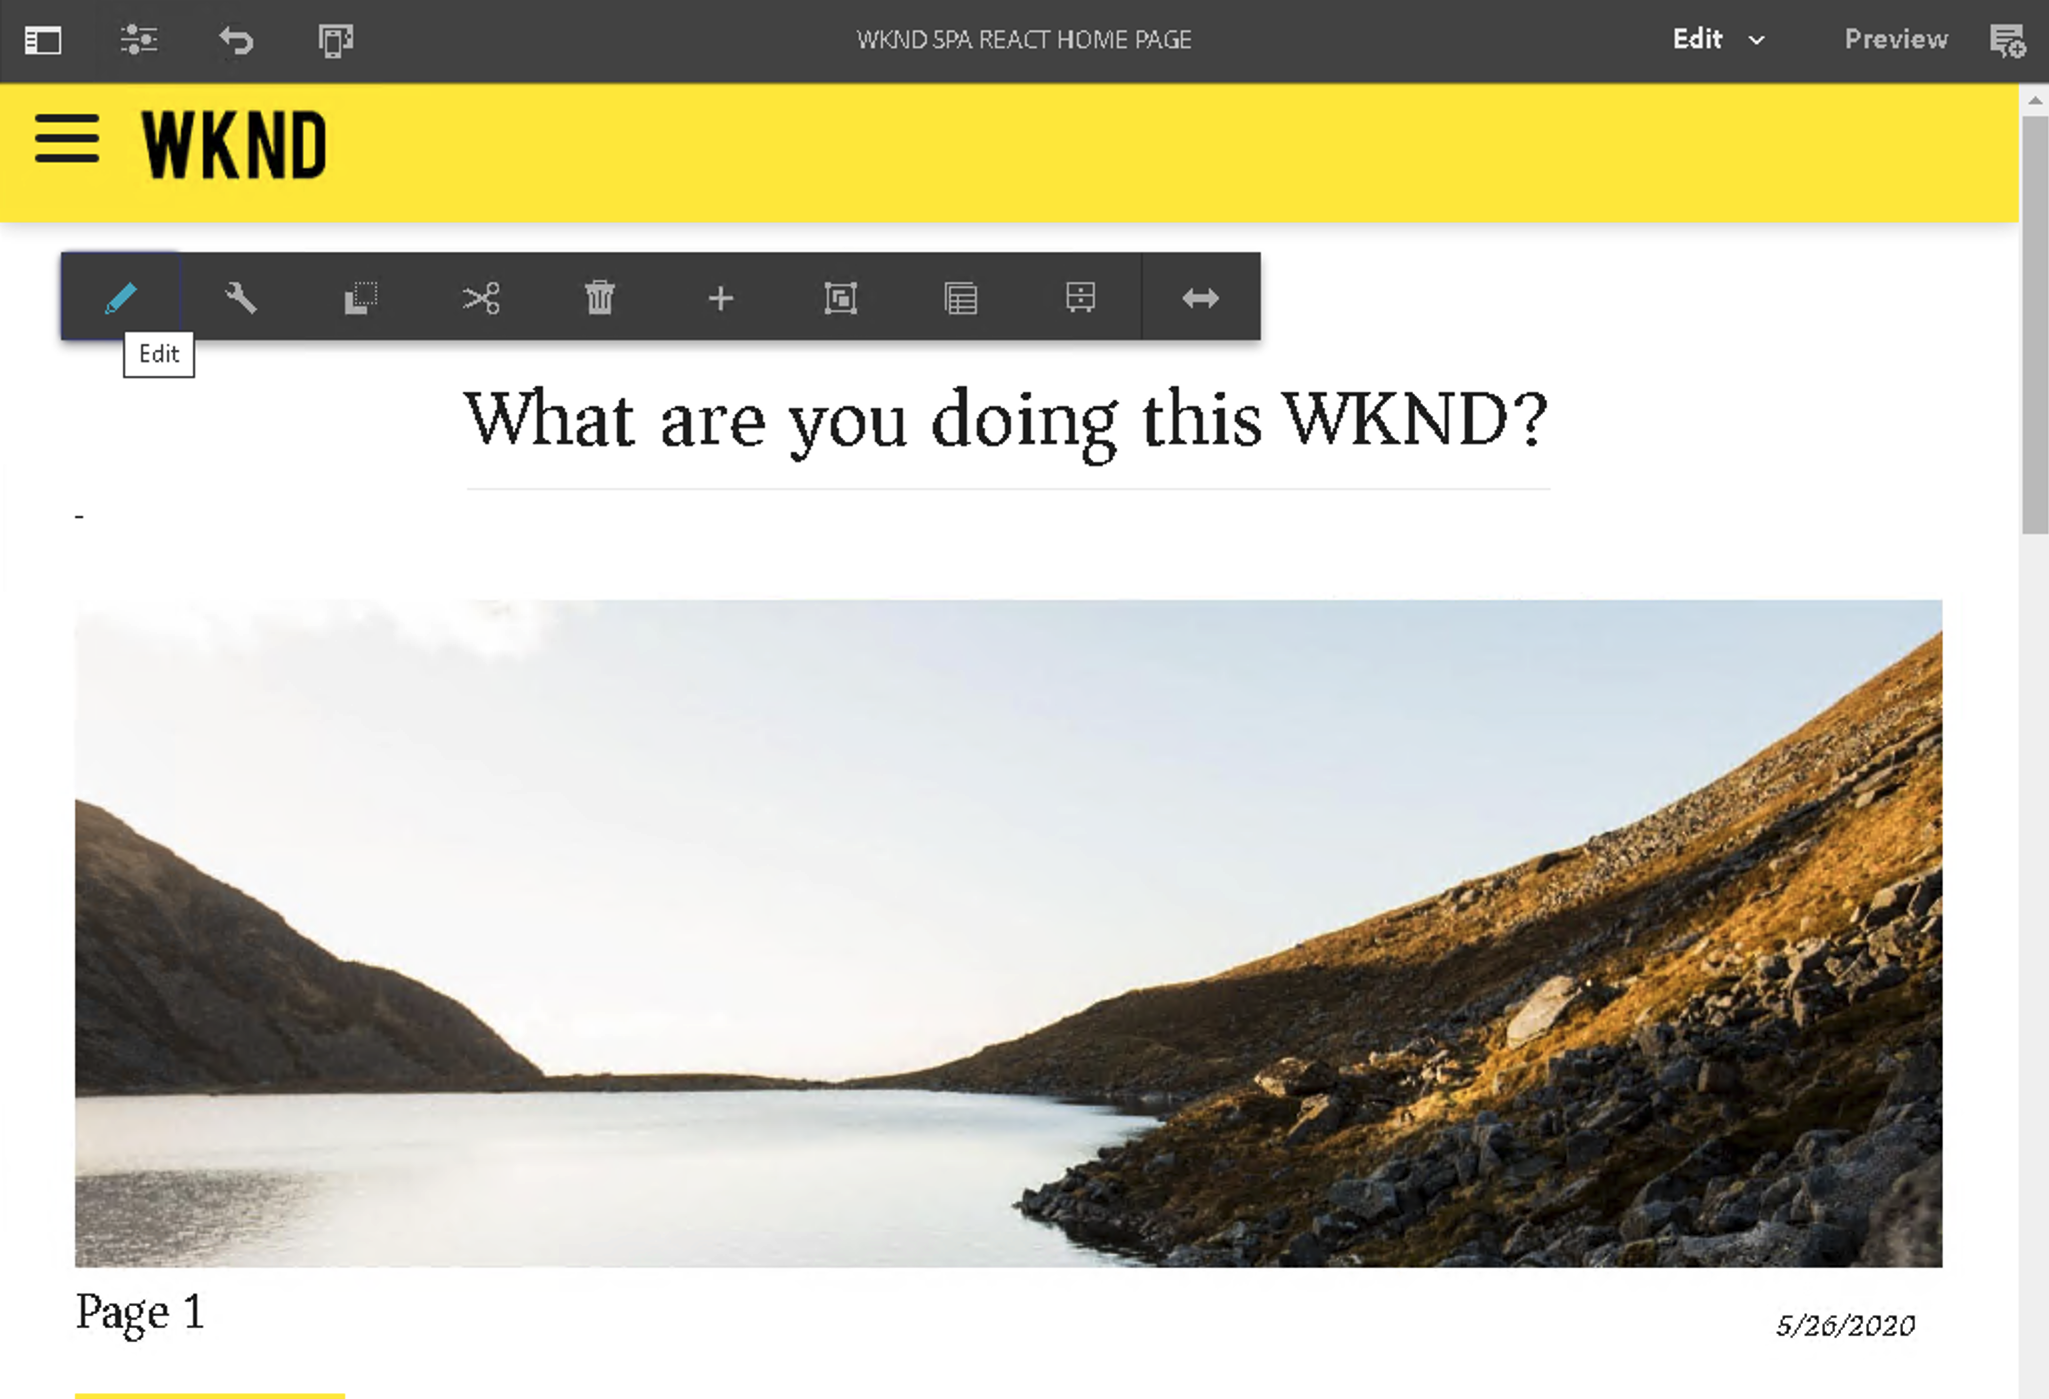 WKND SPA REACT HOME PAGE
Edit
Preview
WKND
Edit
What are you doing this WKND?
-
Page 1
5/26/2020